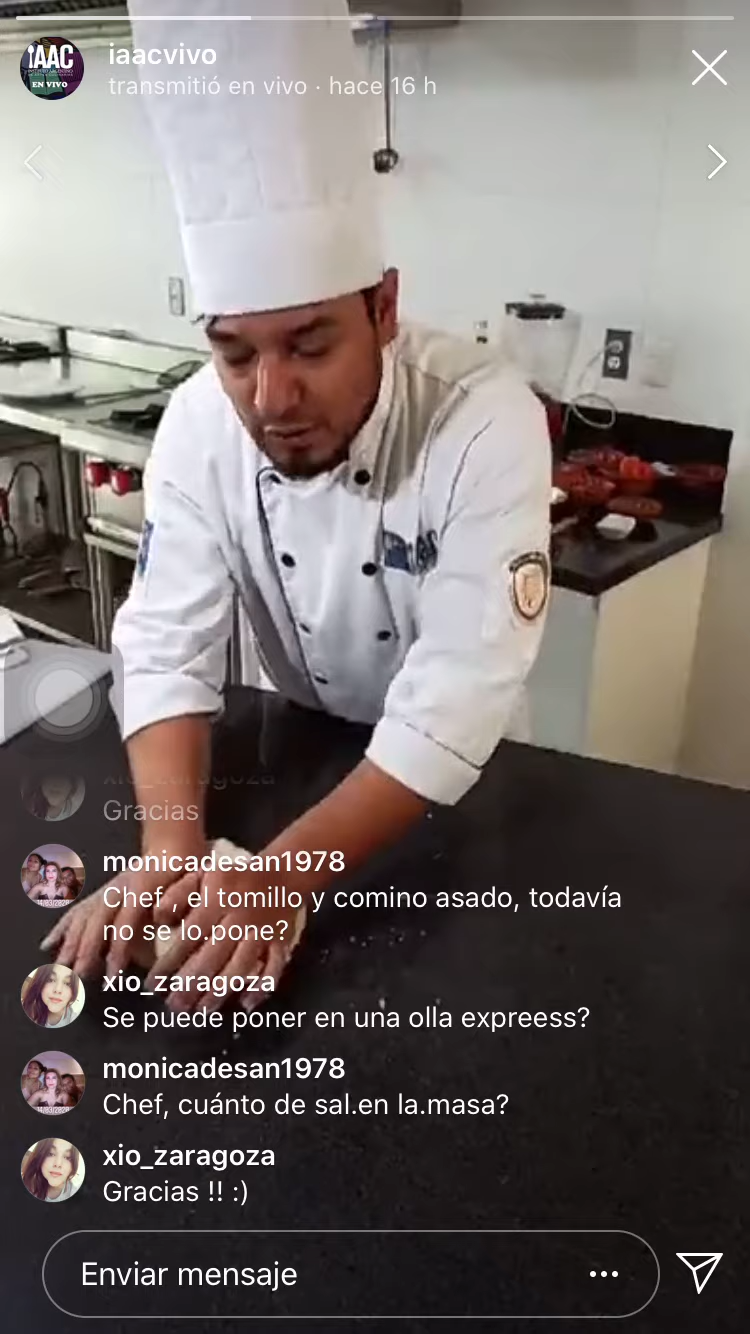 iAAC
EN VIVO
iaacvivo
transmitió en vivo · hace 16 h
xio_zaragoza
Gracias
monicadesan1978
Chef , el tomillo y comino asado, todavía
no se lo.pone?
xio_zaragoza
Se puede poner en una olla expreess?
monicadesan1978
Chef, cuánto de sal.en la.masa?
xio_zaragoza
Gracias !! :)
Enviar mensaje